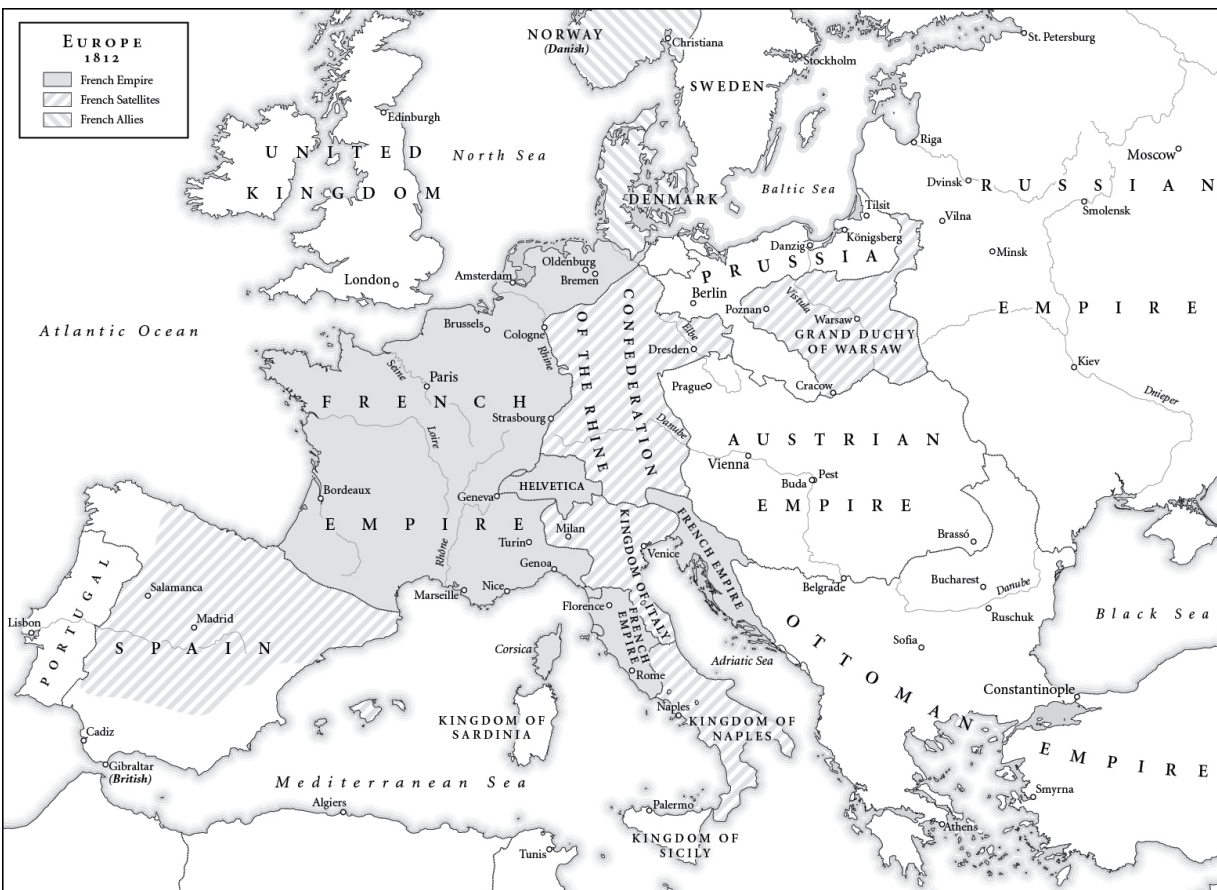 EUROPE
1812
French Empire
French Satellites
French Allies
NORWAY
(Danish)
Christiana
Stockholm
St. Petersburg
SWEDEN
Edinburgh
UNITED
KINGDOM
North Sea
Baltic Sea
DENMARK
Riga
Moscow
Dvinsk
RUSSIAN
Smolensk
Tilsit
Vilna
Königsberg
Danzig
Minsk
PRUSSIA
London
Amsterdam
Oldenburg
Bremen
Berlin
Poznan
Vistula
Warsaw
GRAND DUCHY
OF WARSAW
EMPIRE
Atlantic Ocean
Brussels
Cologne
Rhine
CONFEDERATION
OF THE RHINE
Elbe
Dresden
Prague
Cracow
Kiev
Dnieper
Seine
Paris
FRENCH
Strasbourg
Loire
Danube
AUSTRIAN
Vienna
Buda
Pest
EMPIRE
Bordeaux
Geneva
HELVETICA
EMPIRE
Rhône
Turin
Milan
Genoa
KINGDOM OF ITALY
Venice
FRENCH EMPIRE
Brassó
Belgrade
Bucharest
Danube
Ruschuk
Black Sea
Marseille
Nice
Florence
FRENCH
EMPIRE
Salamanca
Madrid
Lisbon
PORTUGAL
SPAIN
Corsica
Rome
Adriatic Sea
Sofia
OTTOMAN
EMPIRE
Constantinople
KINGDOM OF
SARDINIA
Naples
KINGDOM OF
NAPLES
Cadiz
Gibraltar
(British)
Mediterranean Sea
Algiers
Palermo
KINGDOM OF
SICILY
Tunis
Smyrna
Athens